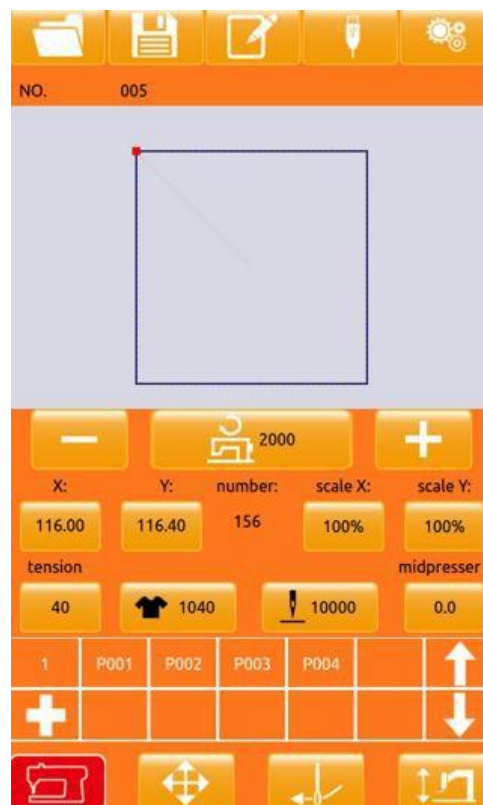 NO. 005
2000
X: Y: number: scale X: scale Y:
116.00 116.40 156 100% 100%
tension midpresser
40 1040 10000 0.0
1 P001 P002 P003 P004